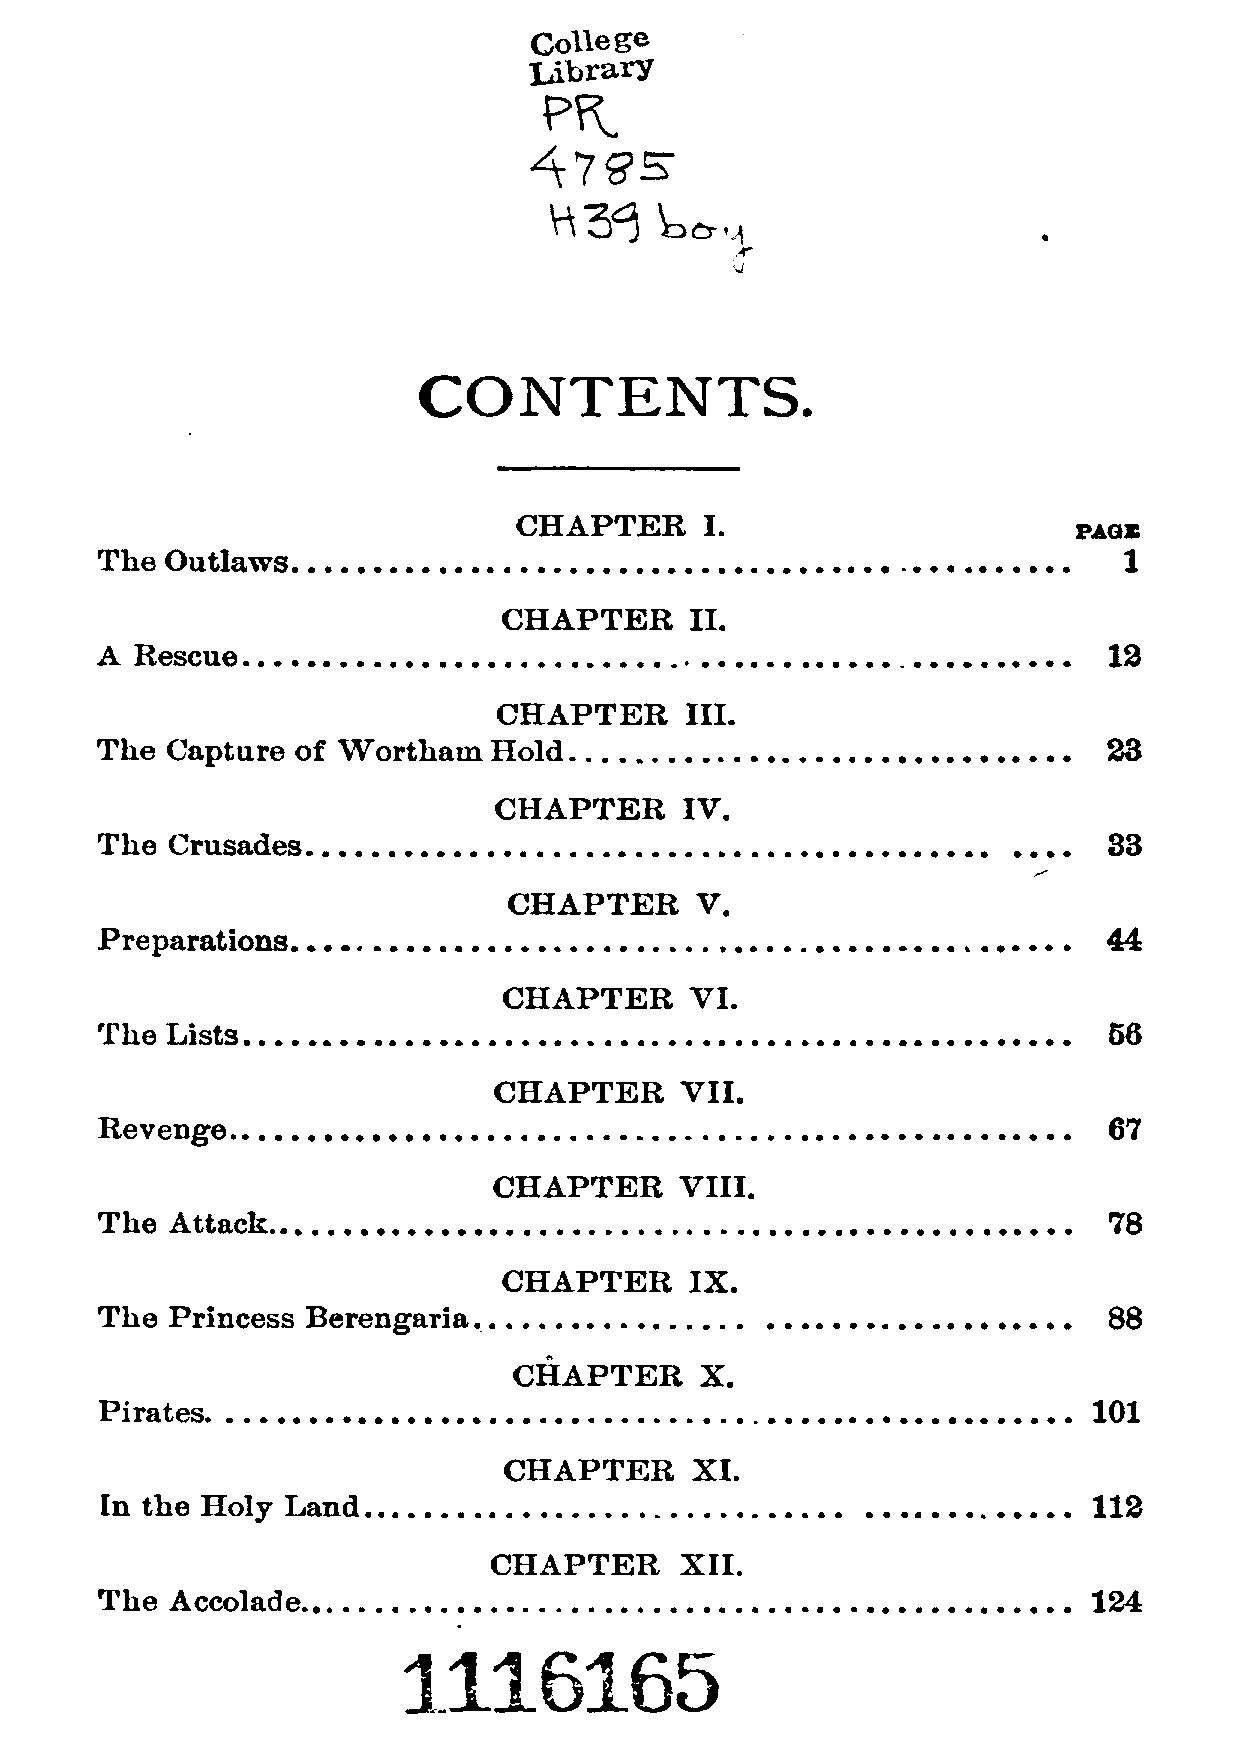 College
Library
PR
4785
H39 boy
CONTENTS.
CHAPTER I.
PAGE
The Outlaws................................................ 1
CHAPTER II.
A Rescue................................................... 12
CHAPTER III.
The Capture of Wortham Hold............................... 23
CHAPTER IV.
The Crusades.......................................... .... 33
CHAPTER V.
Preparations................................................ 44
CHAPTER VI.
The Lists................................................... 56
CHAPTER VII.
Revenge.................................................... 67
CHAPTER VIII.
The Attack.................................................. 78
CHAPTER IX.
The Princess Berengaria................. ................... 88
CHAPTER X.
Pirates. .................................................... 101
CHAPTER XI.
In the Holy Land.............................. ............. 112
CHAPTER XII.
The Accolade................................................ 124
1116165